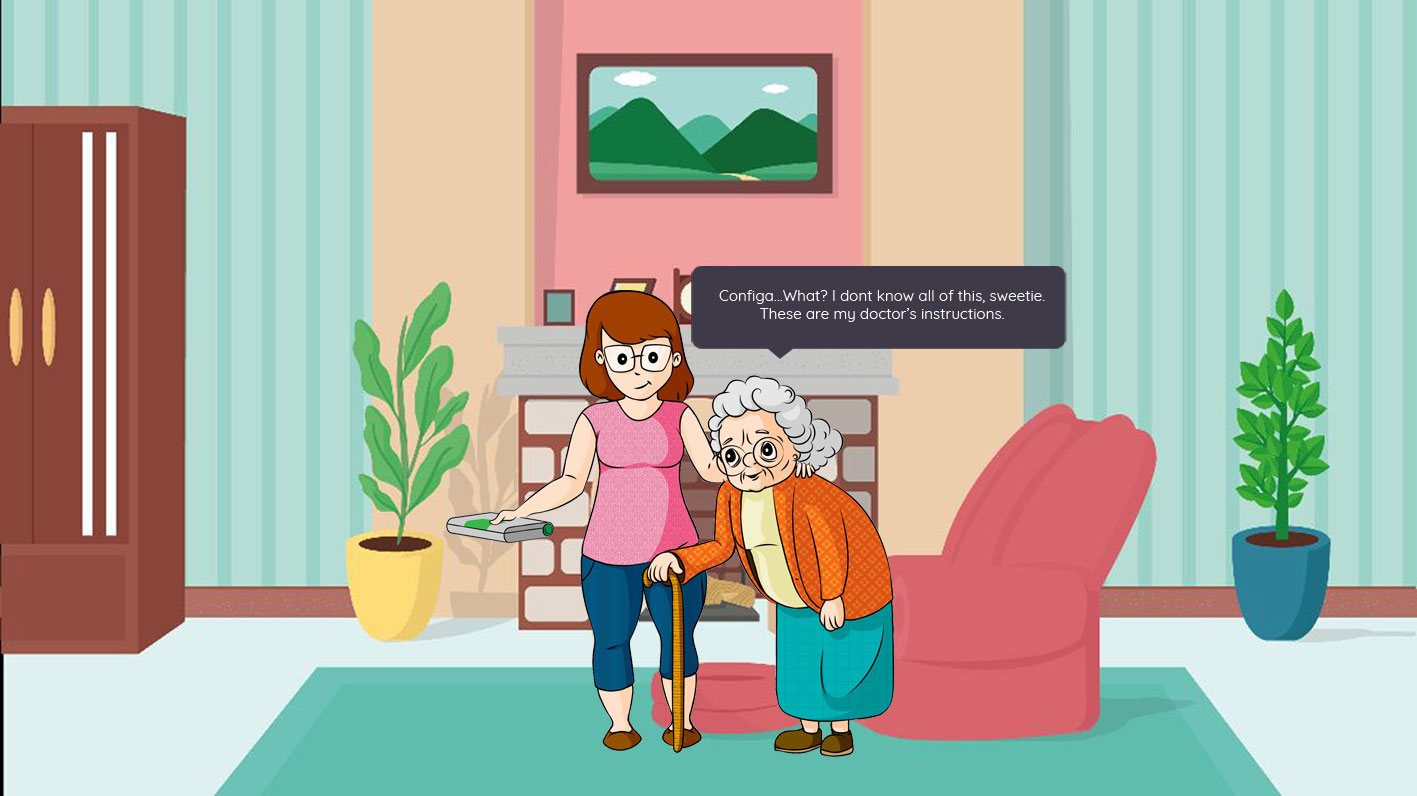 Configa...What? I dont know all of this, sweetie.
These are my doctor's instructions.